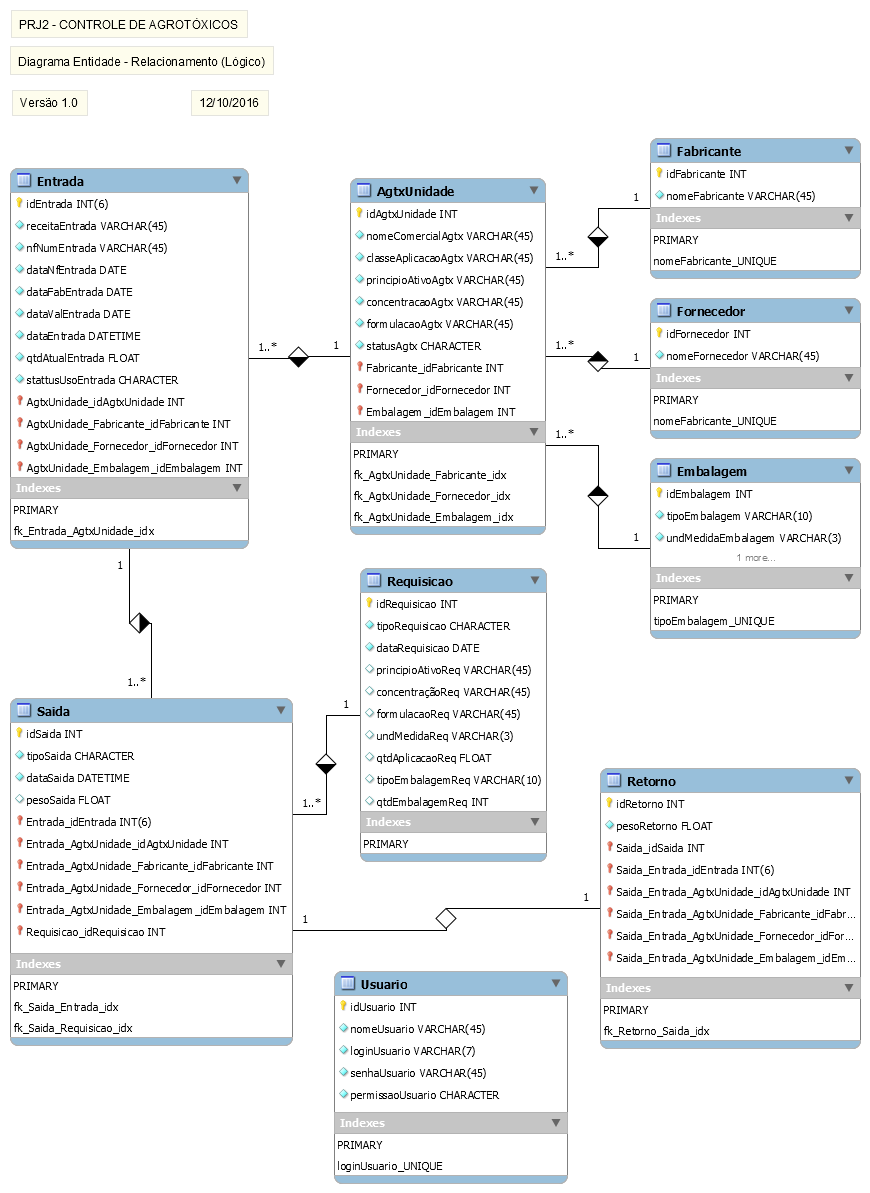 PRJ2 - CONTROLE DE AGROTÓXICOS
Diagrama Entidade - Relacionamento (Lógico)
Versão 1.0
12/10/2016
Entrada
idEntrada INT(6)
receitaEntrada VARCHAR(45)
nfNumEntrada VARCHAR(45)
dataNfEntrada DATE
dataFabEntrada DATE
dataValEntrada DATE
dataEntrada DATETIME
qtdAtualEntrada FLOAT
stattusUsoEntrada CHARACTER
AgtxUnidade_idAgtxUnidade INT
AgtxUnidade_Fabricante_idFabricante INT
AgtxUnidade_Fornecedor_idFornecedor INT
AgtxUnidade_Embalagem_idEmbalagem INT
Indexes
PRIMARY
fk_Entrada_AgtxUnidade_idx
1..*
1
AgtxUnidade
idAgtxUnidade INT
nomeComercialAgtx VARCHAR(45)
classeAplicacaoAgtx VARCHAR(45)
principioAtivoAgtx VARCHAR(45)
concentracaoAgtx VARCHAR(45)
formulacaoAgtx VARCHAR(45)
statusAgtx CHARACTER
Fabricante_idFabricante INT
Fornecedor_idFornecedor INT
Embalagem_idEmbalagem INT
Indexes
PRIMARY
fk_AgtxUnidade_Fabricante_idx
fk_AgtxUnidade_Fornecedor_idx
fk_AgtxUnidade_Embalagem_idx
1
1..*
1..*
1
1..*
1
Fabricante
idFabricante INT
nomeFabricante VARCHAR(45)
Indexes
PRIMARY
nomeFabricante_UNIQUE
Fornecedor
idFornecedor INT
nomeFornecedor VARCHAR(45)
Indexes
PRIMARY
nomeFabricante_UNIQUE
Embalagem
idEmbalagem INT
tipoEmbalagem VARCHAR(10)
undMedidaEmbalagem VARCHAR(3)
1 more...
Indexes
PRIMARY
tipoEmbalagem_UNIQUE
1
1..*
Requisicao
idRequisicao INT
tipoRequisicao CHARACTER
dataRequisicao DATE
principioAtivoReq VARCHAR(45)
concentraçãoReq VARCHAR(45)
formulacaoReq VARCHAR(45)
undMedidaReq VARCHAR(3)
qtdAplicacaoReq FLOAT
tipoEmbalagemReq VARCHAR(10)
qtdEmbalagemReq INT
Indexes
PRIMARY
Saida
idSaida INT
tipoSaida CHARACTER
dataSaida DATETIME
pesoSaida FLOAT
Entrada_idEntrada INT(6)
Entrada_AgtxUnidade_idAgtxUnidade INT
Entrada_AgtxUnidade_Fabricante_idFabricante INT
Entrada_AgtxUnidade_Fornecedor_idFornecedor INT
Entrada_AgtxUnidade_Embalagem_idEmbalagem INT
Requisicao_idRequisicao INT
Indexes
PRIMARY
fk_Saida_Entrada_idx
fk_Saida_Requisicao_idx
1
1..*
1
1
Retorno
idRetorno INT
pesoRetorno FLOAT
Saida_idSaida INT
Saida_Entrada_idEntrada INT(6)
Saida_Entrada_AgtxUnidade_idAgtxUnidade INT
Saida_Entrada_AgtxUnidade_Fabricante_idFabr...
Saida_Entrada_AgtxUnidade_Fornecedor_idFor...
Saida_Entrada_AgtxUnidade_Embalagem_idEm...
Indexes
PRIMARY
fk_Retorno_Saida_idx
Usuario
idUsuario INT
nomeUsuario VARCHAR(45)
loginUsuario VARCHAR(7)
senhaUsuario VARCHAR(45)
permissaoUsuario CHARACTER
Indexes
PRIMARY
loginUsuario_UNIQUE